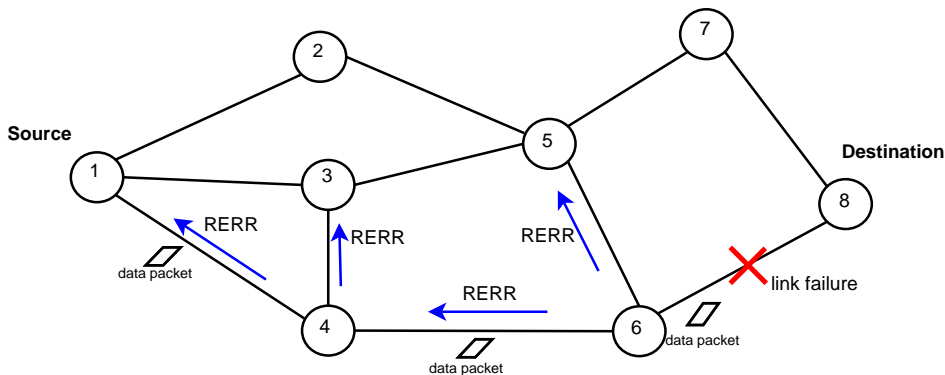 7
2
Source
5
Destination
1
3
8
RERR
RERR
RERR
data packet
link failure
RERR
4
6
data packet
data packet